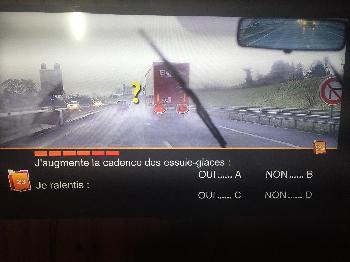 ?
J'augmente la cadence des essuie-glaces :
OUI ...... A NON ...... B
Je ralentis :
OUI ...... C NON ...... D